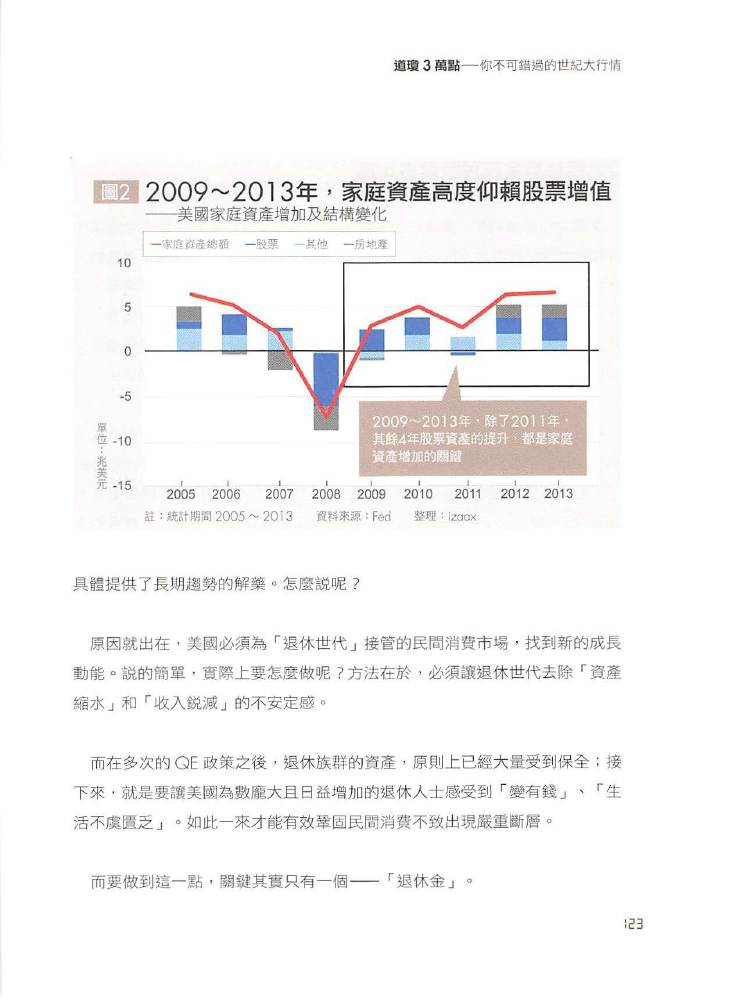 道瓊 3 萬點──你不可錯過的世紀大行情
圖2 2009～2013年，家庭資產高度仰賴股票增值
──美國家庭資產增加及結構變化
家庭資產總額 股票 其他 房地產
10
5
0
-5
-10
-15
單位：兆美元
2009～2013年，除了2011年，
其餘4年股票資產的提升，都是家庭
資產增加的關鍵
2005 2006 2007 2008 2009 2010 2011 2012 2013
註：統計期間 2005 ～ 2013 資料來源：Fed 整理：izaax
具體提供了長期趨勢的解藥。怎麼說呢？
原因就出在，美國必須為「退休世代」接管的民間消費市場，找到新的成長
動能。說的簡單，實際上要怎麼做呢？方法在於，必須讓退休世代去除「資產
縮水」和「收入銳減」的不安定感。
而在多次的 QE 政策之後，退休族群的資產，原則上已經大量受到保全；接
下來，就是要讓美國為數龐大且日益增加的退休人士感受到「變有錢」、「生
活不虞匱乏」。如此一來才能有效鞏固民間消費不致出現嚴重斷層。
而要做到這一點，關鍵其實只有一個──「退休金」。
123